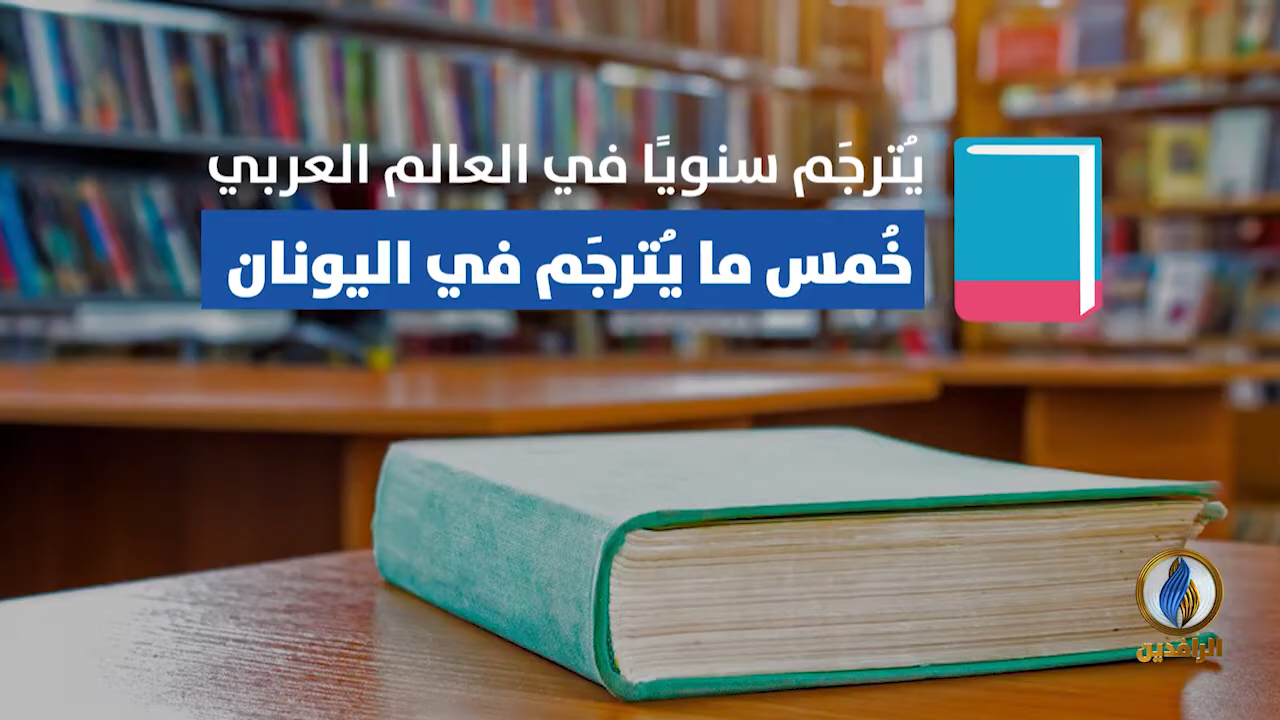 يُترجَم سنويًا في العالم العربي
خُمس ما يُترجَم في اليونان
الرافدين